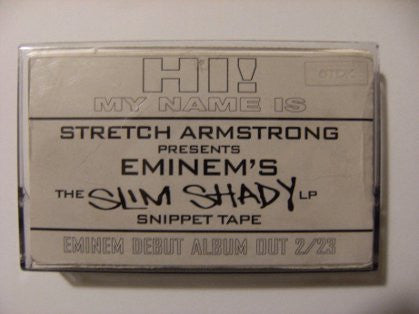 HI!
MY NAME IS
STRETCH ARMSTRONG
PRESENTS
EMINEM'S
THE SLIM SHADY LP
SNIPPET TAPE
EMINEM DEBUT ALBUM OUT 2/23